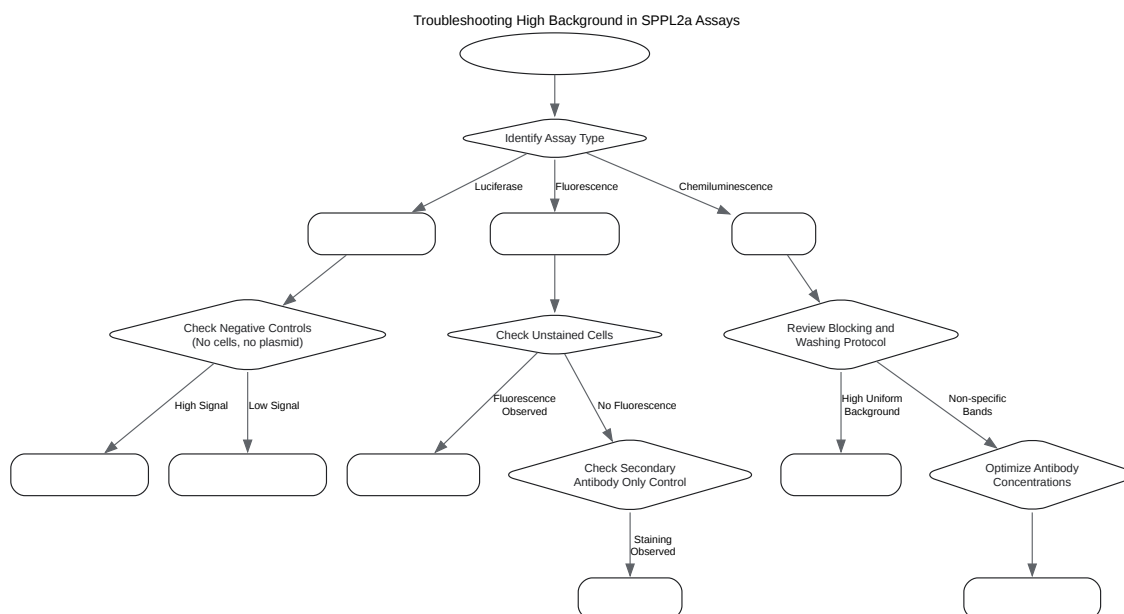 Troubleshooting High Background in SPPL2a Assays
Identify Assay Type
Luciferase
Fluorescence
Chemiluminescence
Check Negative Controls
(No cells, no plasmid)
Check Unstained Cells
Review Blocking and
Washing Protocol
High Signal
Low Signal
Fluorescence
Observed
No Fluorescence
High Uniform
Background
Non-specific
Bands
Check Secondary
Antibody Only Control
Optimize Antibody
Concentrations
Staining
Observed